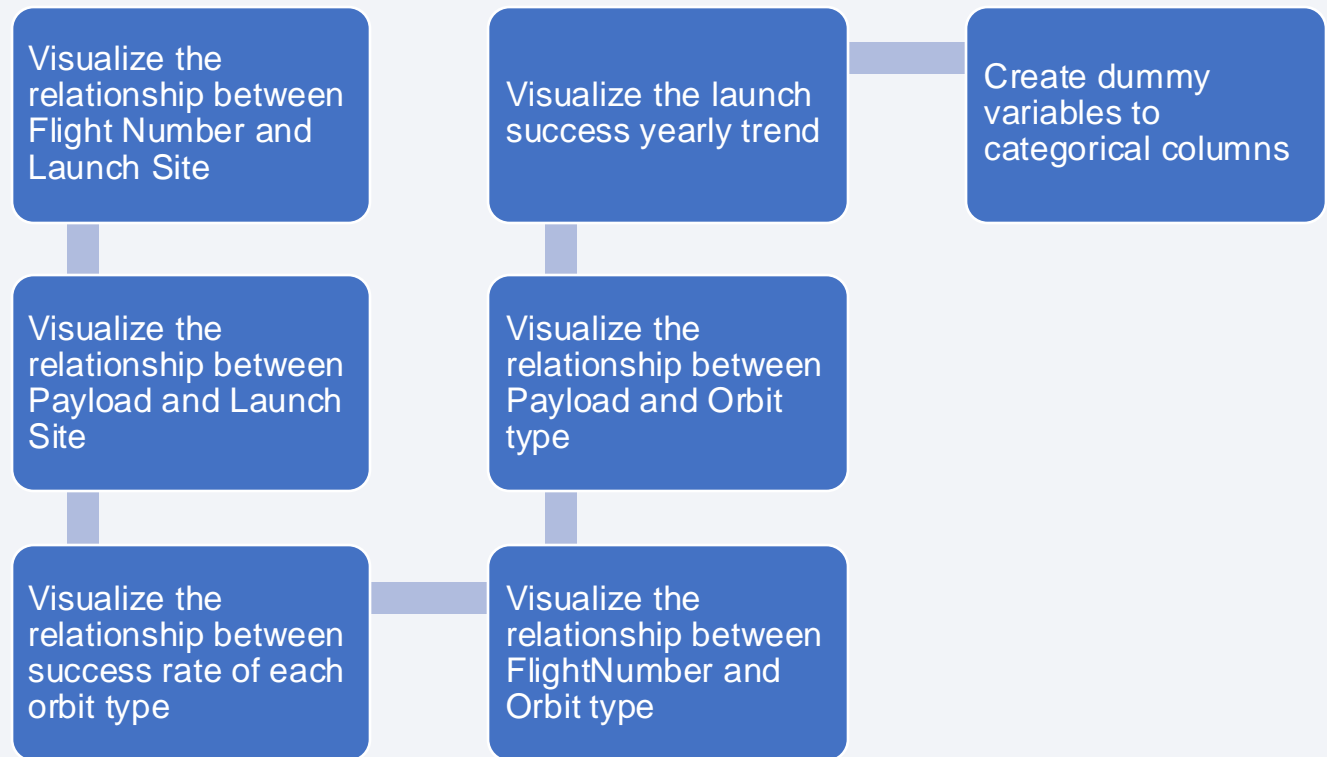 Visualize the
relationship between
Flight Number and
Launch Site
Visualize the
relationship between
Payload and Launch
Site
Visualize the
relationship between
success rate of each
orbit type
Visualize the
relationship between
FlightNumber and
Orbit type
Visualize the
relationship between
Payload and Orbit
type
Visualize the launch
success yearly trend
Create dummy
variables to
categorical columns